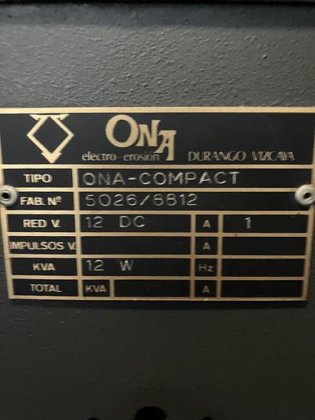 ONA
electro-erosión DURANGO VIZCAYA
TIPO ONA-COMPACT
FAB. Nº 5026/8812
RED V. 12 DC A 1
IMPULSOS V. A
KVA 12 W Hz
TOTAL KVA A